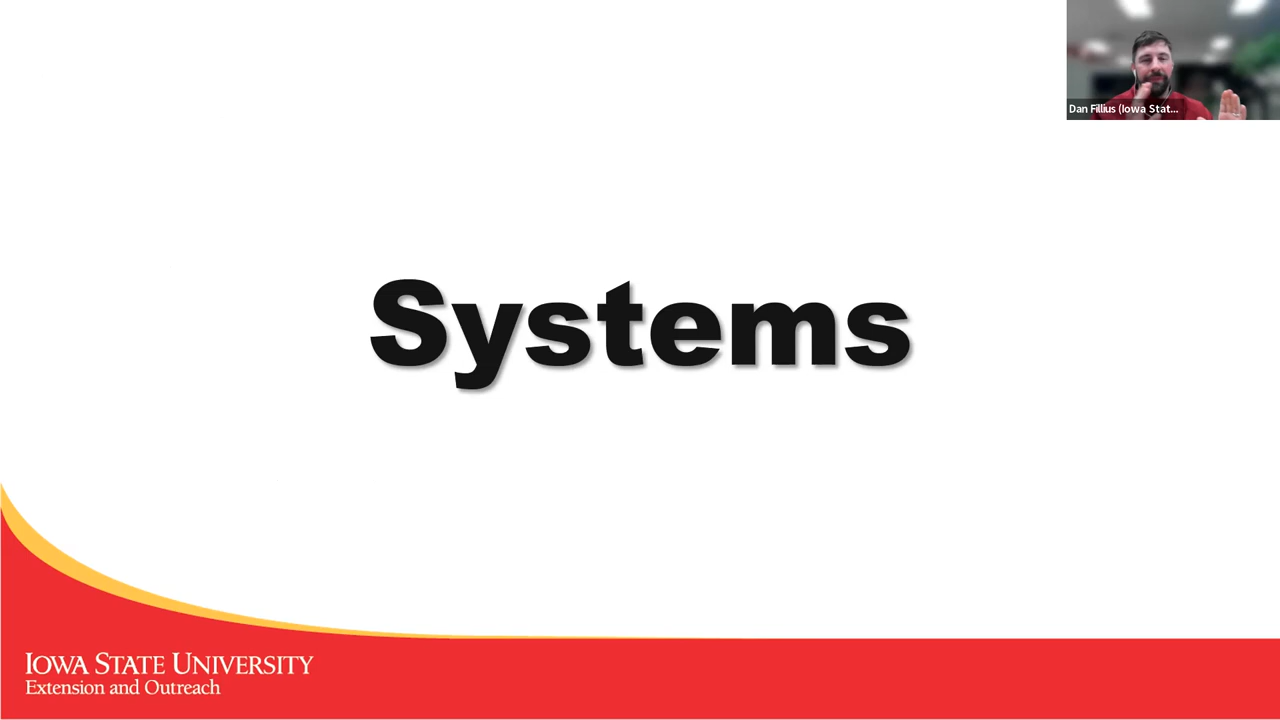 Dan Fillius (Iowa Stat...
Systems
IOWA STATE UNIVERSITY
Extension and Outreach